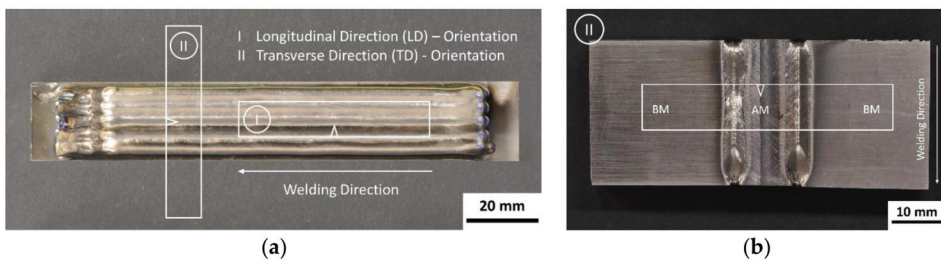 II
I Longitudinal Direction (LD) – Orientation
II Transverse Direction (TD) - Orientation
I
Welding Direction
20 mm
(a)
II
BM
AM
BM
Welding Direction
10 mm
(b)